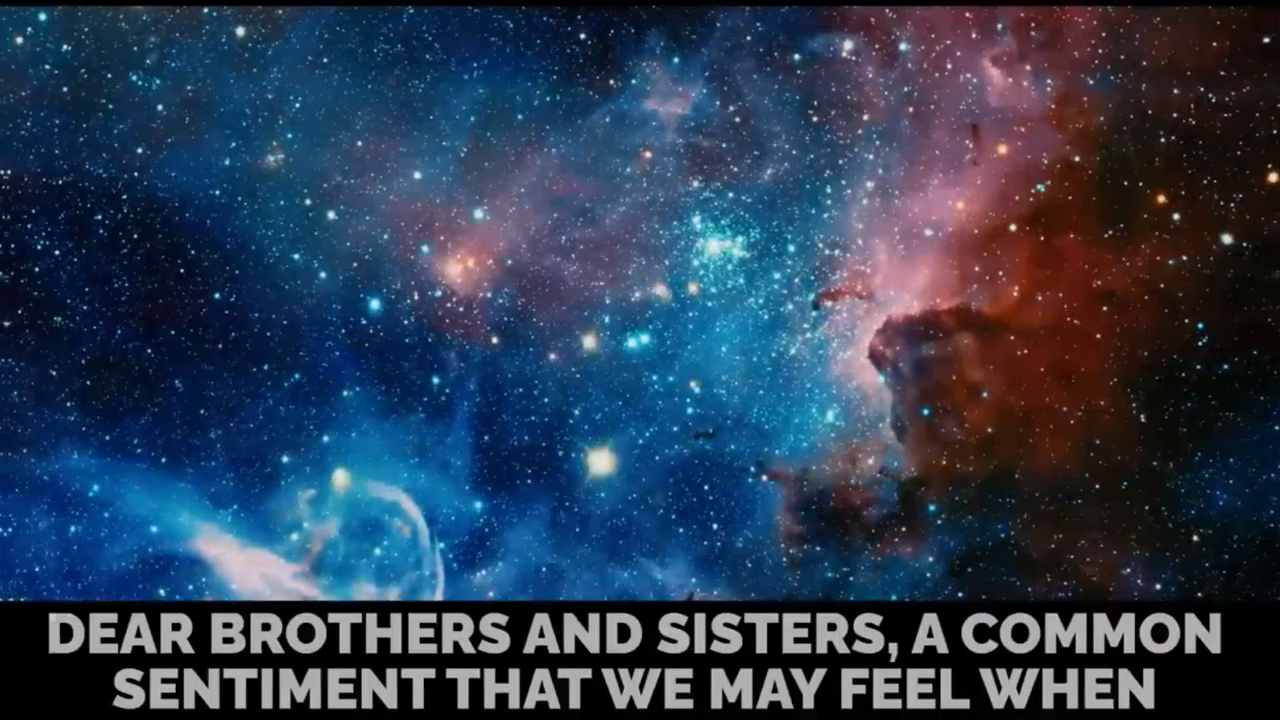 DEAR BROTHERS AND SISTERS, A COMMON
SENTIMENT THAT WE MAY FEEL WHEN